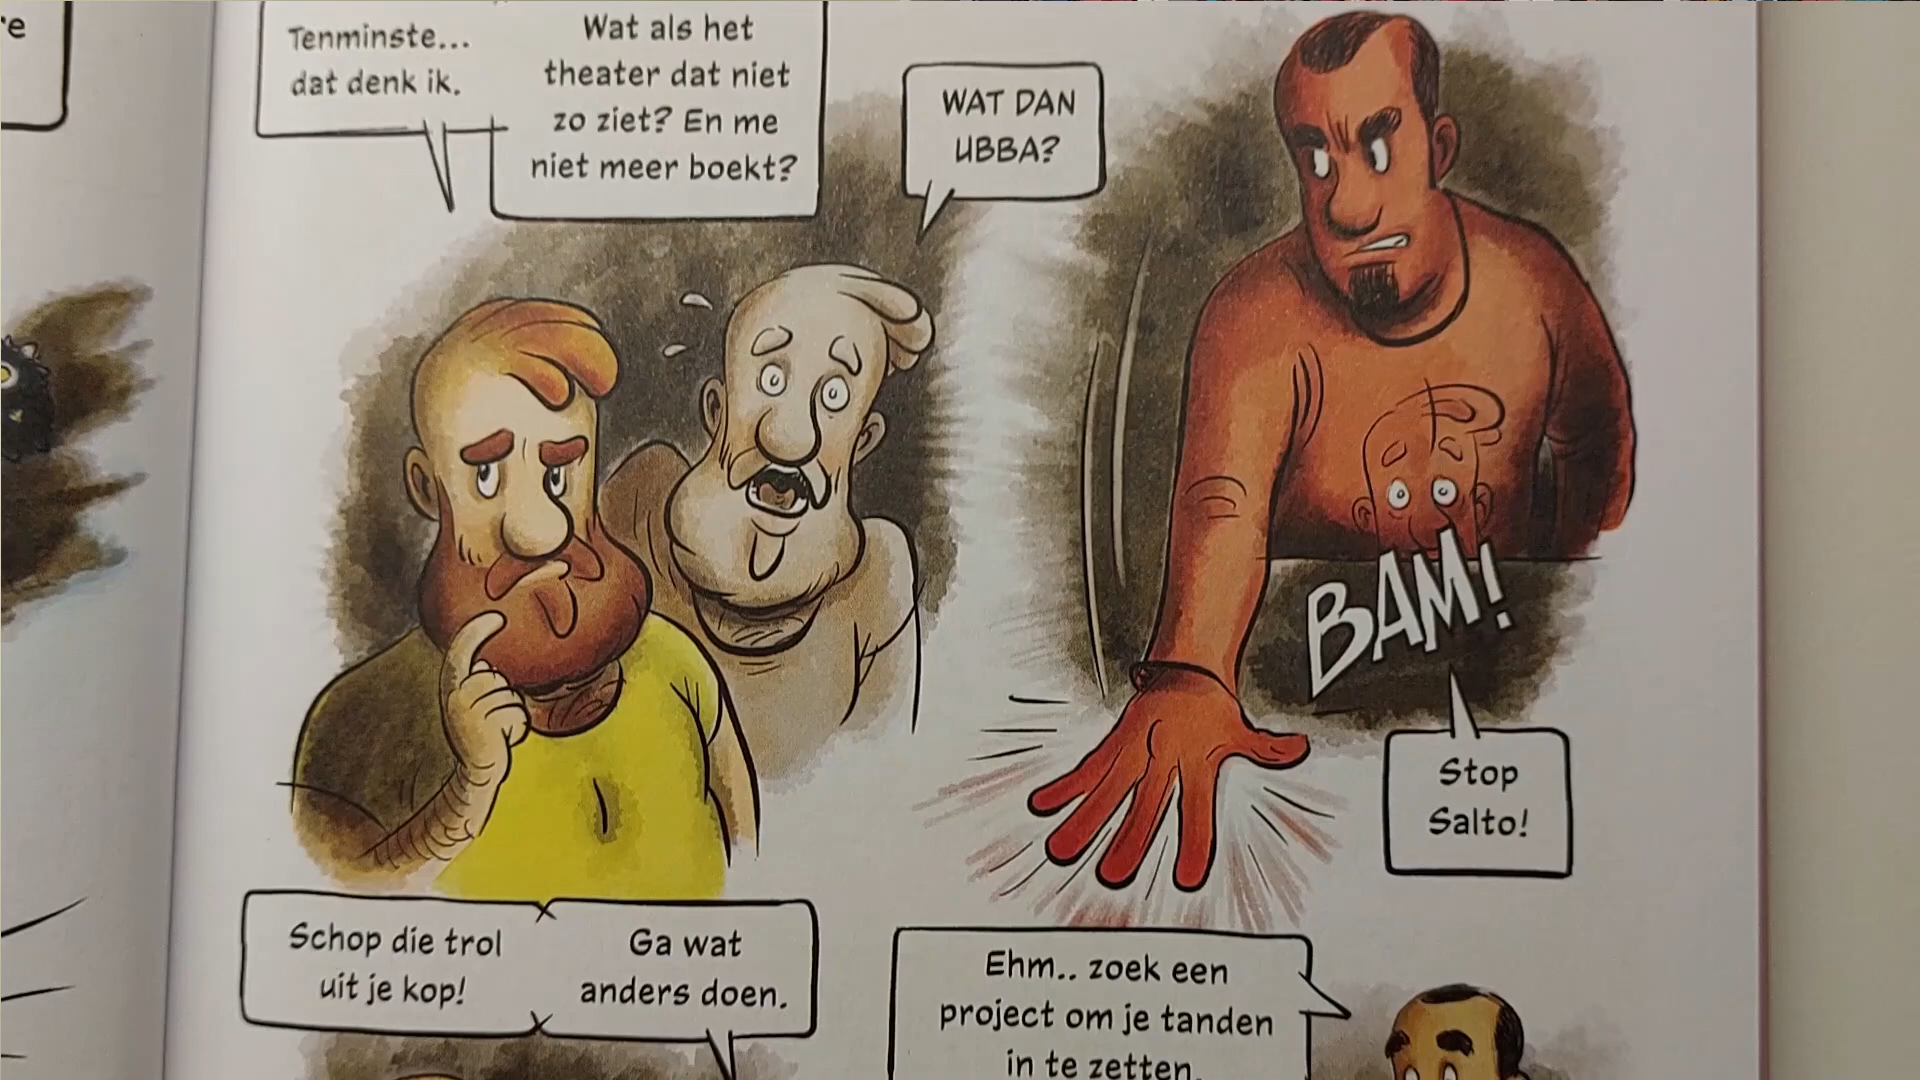 Tenminste...
dat denk ik.
Wat als het
theater dat niet
zo ziet? En me
niet meer boekt?
WAT DAN
UBBA?
BAM!
Stop
Salto!
Schop die trol
uit je kop!
Ga wat
anders doen.
Ehm.. zoek een
project om je tanden
in te zetten.